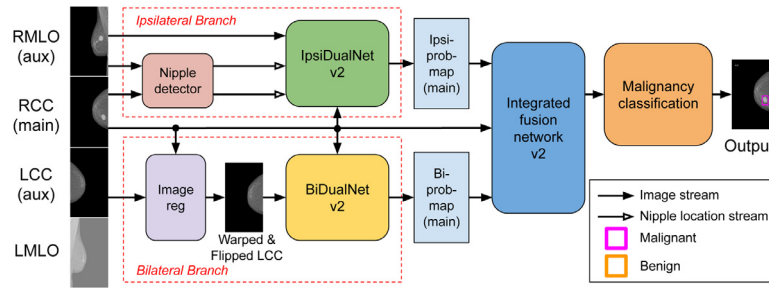 Ipsilateral Branch
RMLO
(aux)
RCC
(main)
LCC
(aux)
LMLO
Nipple
detector
IpsiDualNet
v2
Ipsi-
prob-
map
(main)
Image
reg
Warped &
Flipped LCC
BiDualNet
v2
Bi-
prob-
map
(main)
Bilateral Branch
Integrated
fusion
network
v2
Malignancy
classification
Output
Image stream
Nipple location stream
Malignant
Benign